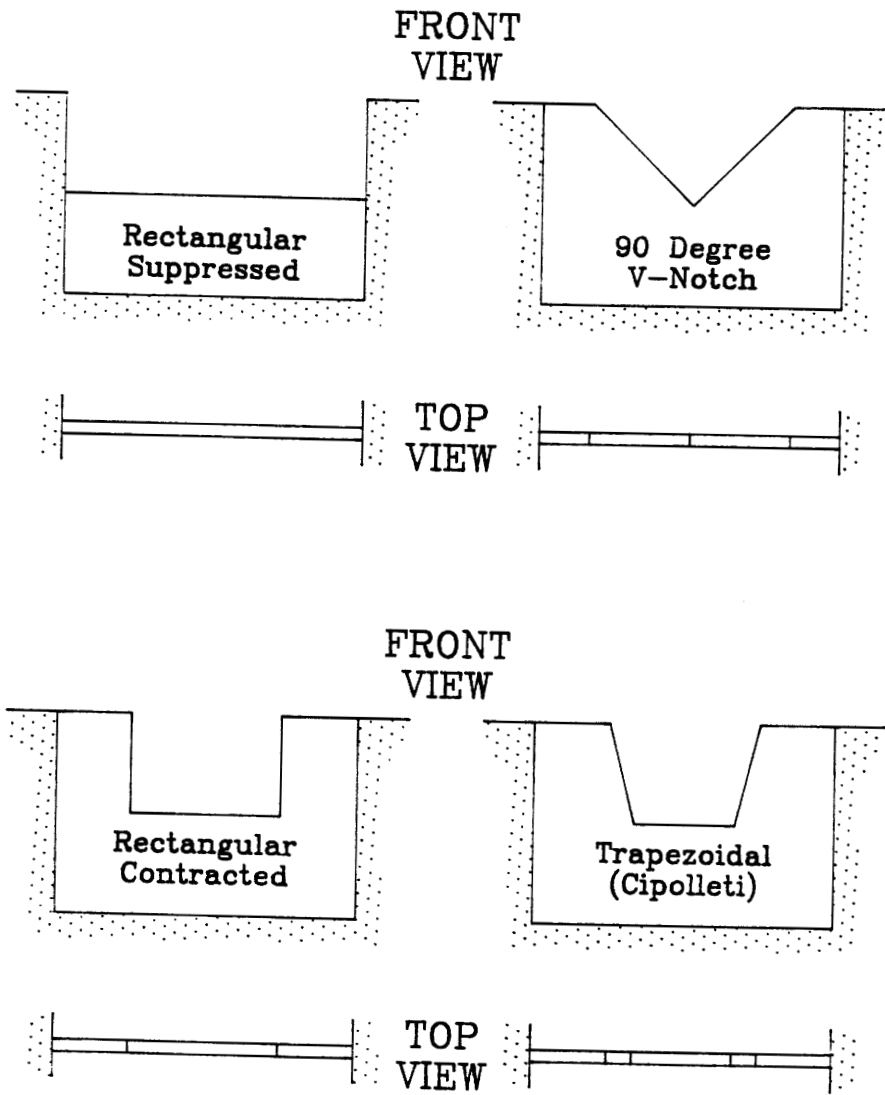 FRONT
VIEW
Rectangular
Suppressed
90 Degree
V-Notch
TOP
VIEW
FRONT
VIEW
Rectangular
Contracted
Trapezoidal
(Cipolleti)
TOP
VIEW